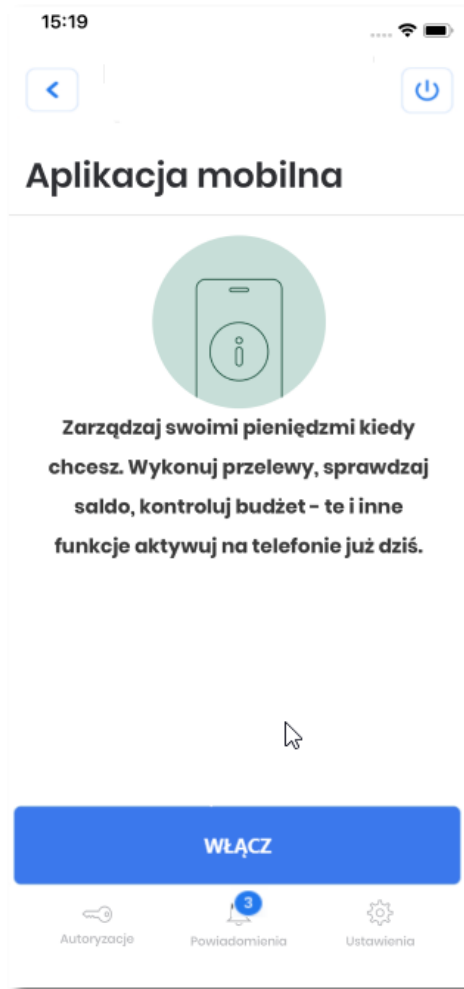 15:19
Aplikacja mobilna
Zarządzaj swoimi pieniędzmi kiedy
chcesz. Wykonuj przelewy, sprawdzaj
saldo, kontroluj budżet – te i inne
funkcje aktywuj na telefonie już dziś.
WŁĄCZ
3
Autoryzacje Powiadomienia Ustawienia